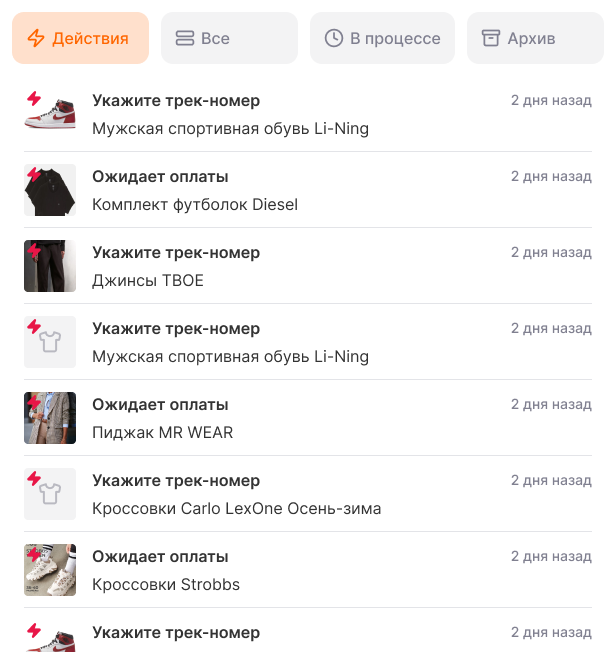 Действия
Все
В процессе
Архив
Укажите трек-номер
2 дня назад
Мужская спортивная обувь Li-Ning
Ожидает оплаты
2 дня назад
Комплект футболок Diesel
Укажите трек-номер
2 дня назад
Джинсы ТВОЕ
Укажите трек-номер
2 дня назад
Мужская спортивная обувь Li-Ning
Ожидает оплаты
2 дня назад
Пиджак MR WEAR
Укажите трек-номер
2 дня назад
Кроссовки Carlo LexOne Осень-зима
Ожидает оплаты
2 дня назад
Кроссовки Strobbs
Укажите трек-номер
2 дня назад